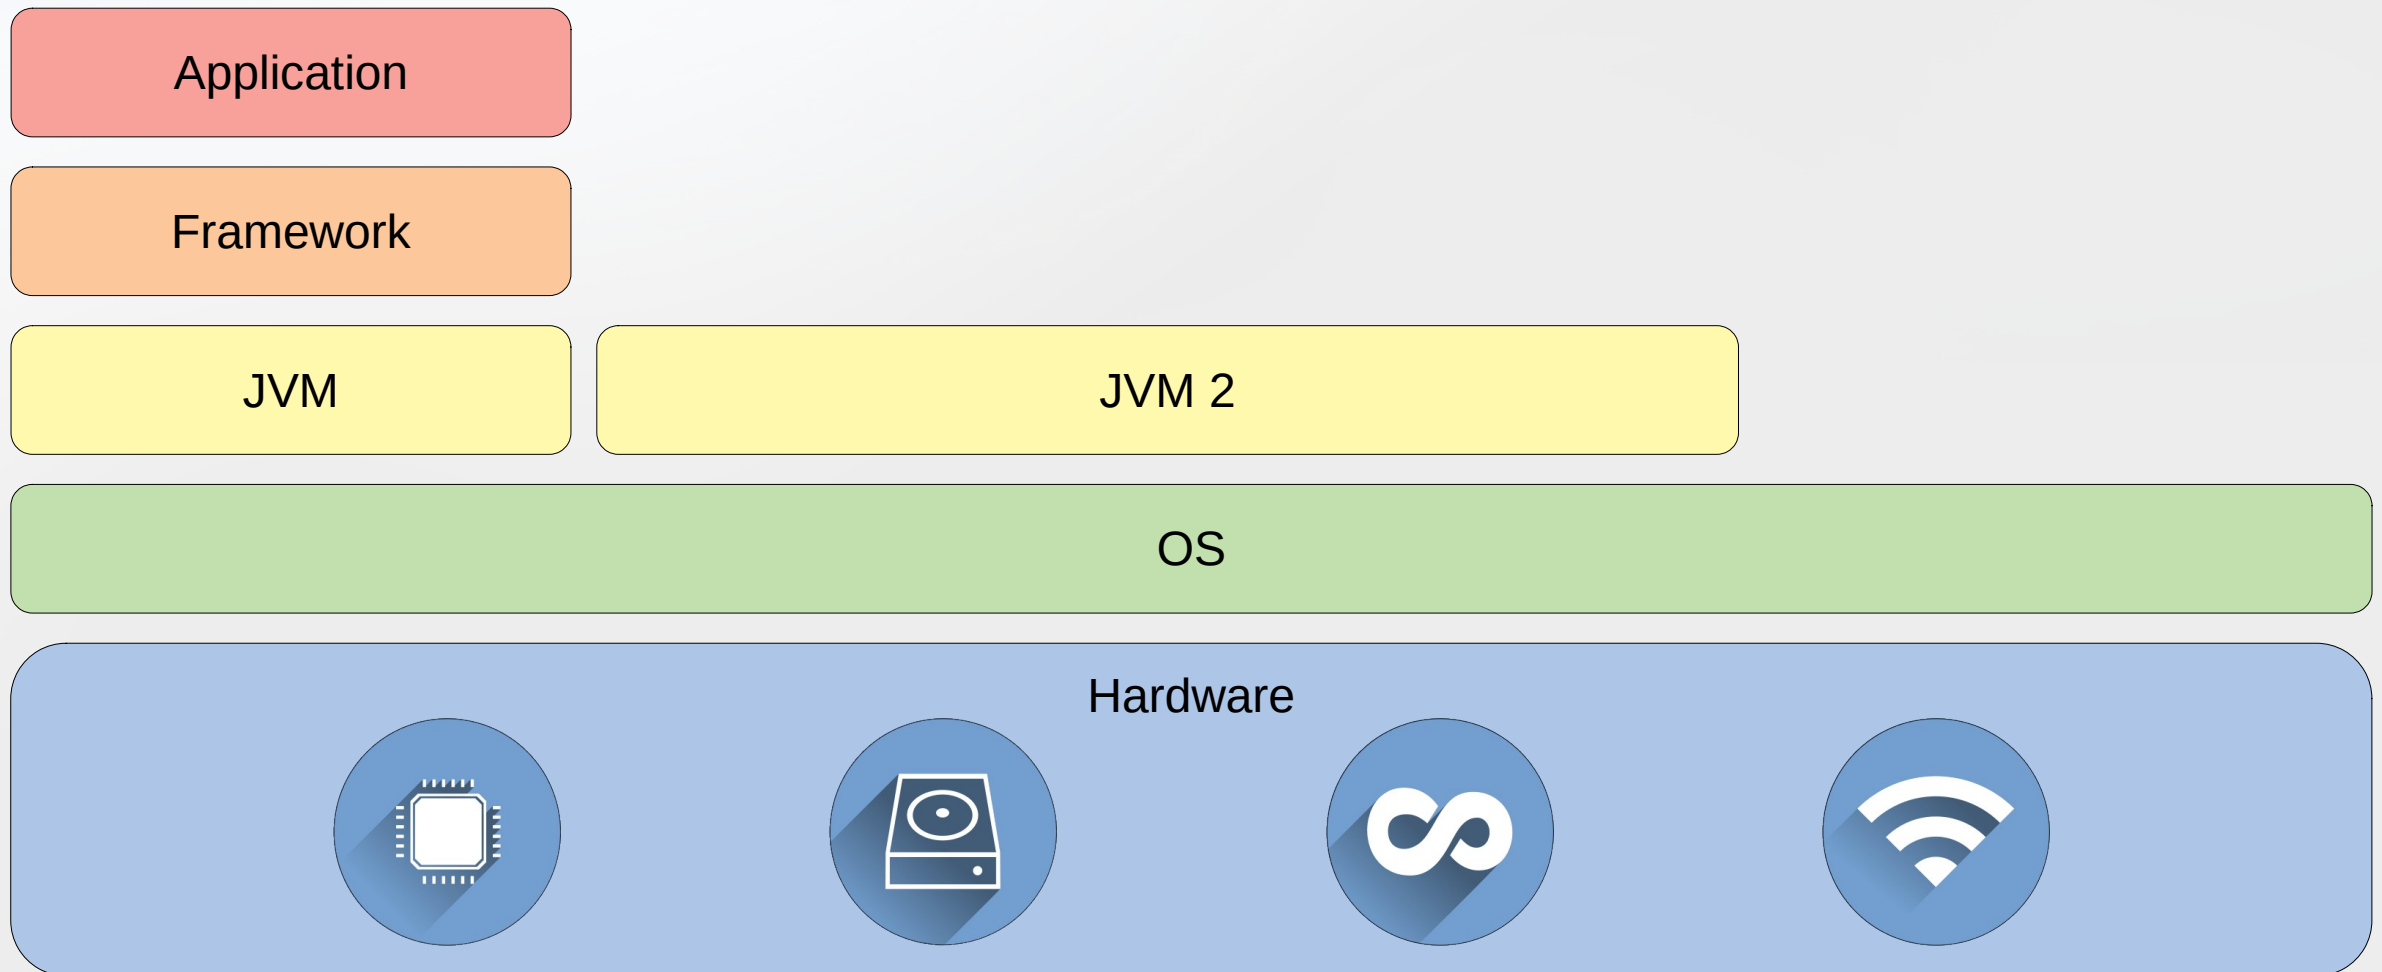 Application
Framework
JVM
JVM 2
OS
Hardware